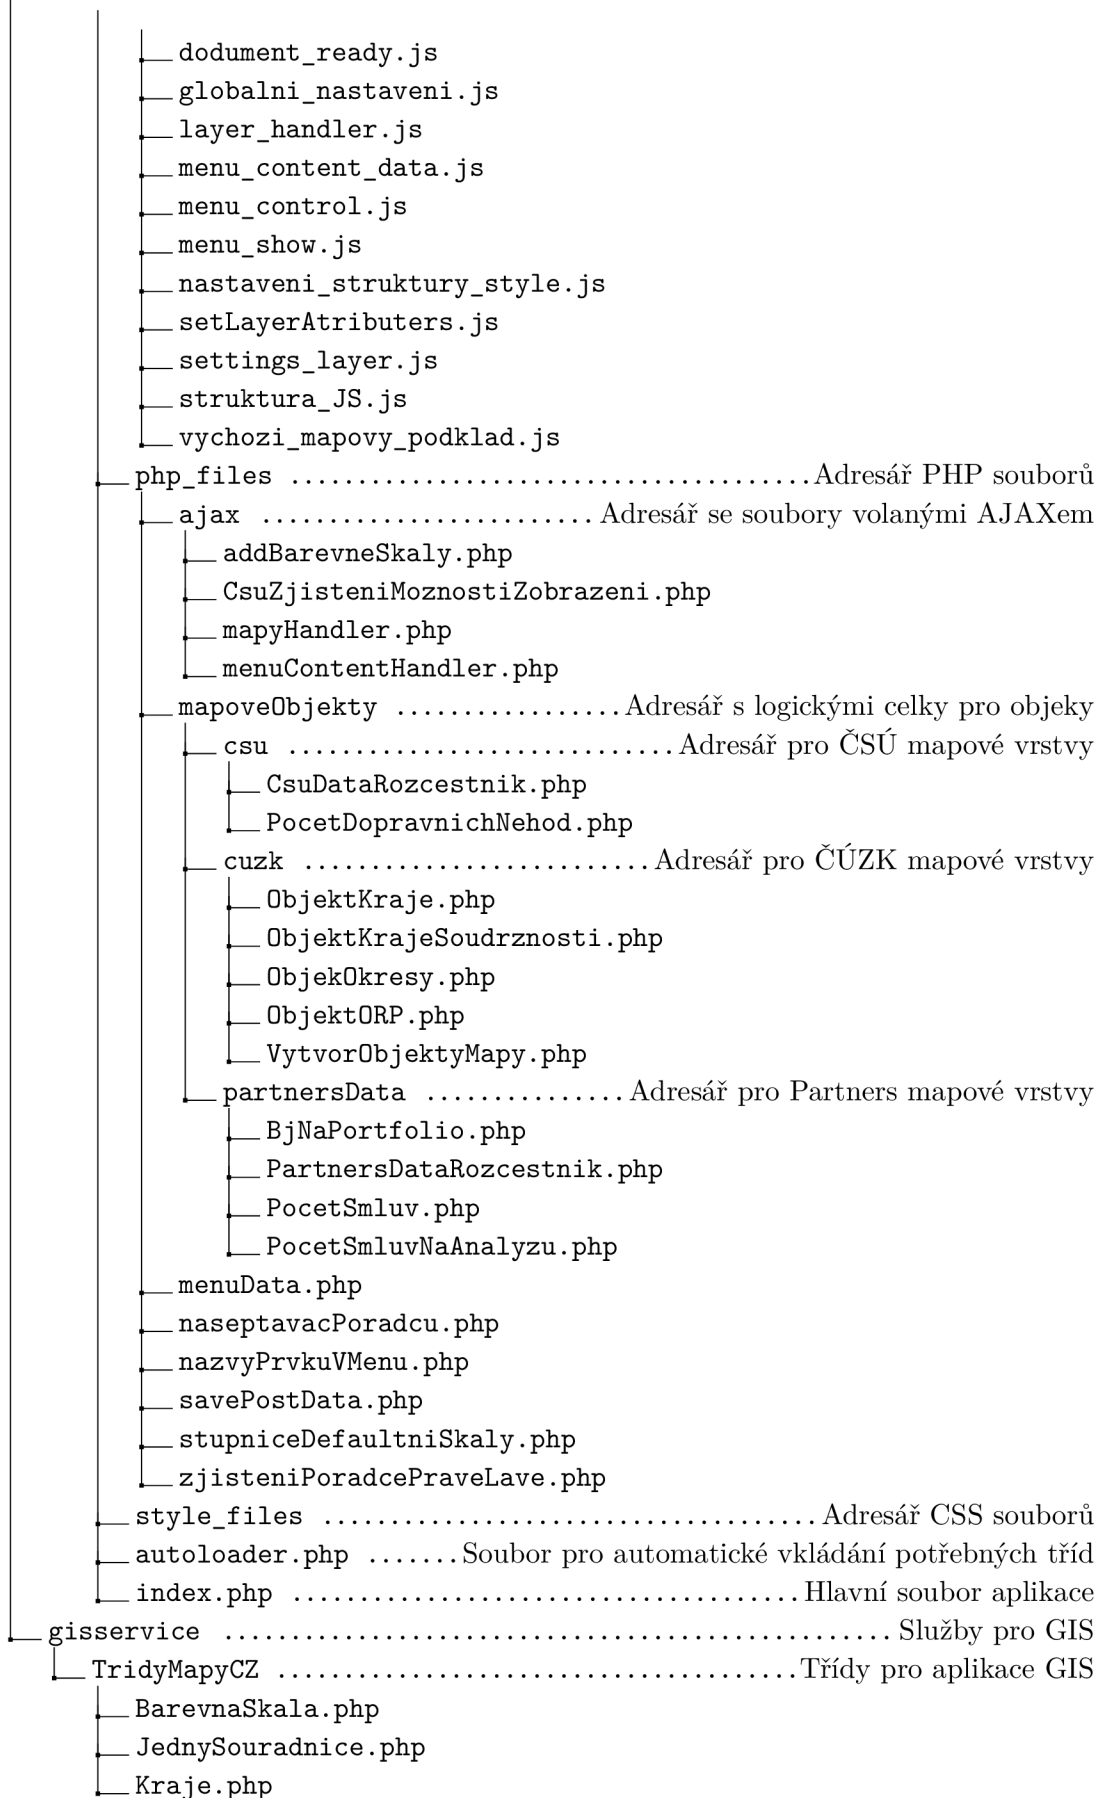 dodument_ready.js
globalni_nastaveni.js
layer_handler.js
menu_content_data.js
menu_control.js
menu_show.js
nastaveni_struktury_style.js
setLayerAtributers.js
settings_layer.js
struktura_JS.js
vychozi_mapovy_podklad.js
php_files ....................................... Adresář PHP souborů
ajax ......................... Adresář se soubory volanými AJAXem
addBarevneSkaly.php
CsuZjisteniMoznostiZobrazeni.php
mapyHandler.php
menuContentHandler.php
mapoveObjekty ................. Adresář s logickými celky pro objeky
csu ............................. Adresář pro ČSÚ mapové vrstvy
CsuDataRozcestnik.php
PocetDopravnichNehod.php
cuzk .......................... Adresář pro ČÚZK mapové vrstvy
ObjektKraje.php
ObjektKrajeSoudrznosti.php
ObjekOkresy.php
ObjektORP.php
VytvorObjektyMapy.php
partnersData ............... Adresář pro Partners mapové vrstvy
BjNaPortfolio.php
PartnersDataRozcestnik.php
PocetSmluv.php
PocetSmluvNaAnalyzu.php
menuData.php
naseptavacPoradcu.php
nazvyPrvkuVMenu.php
savePostData.php
stupniceDefaultniSkaly.php
zjisteniPoradcePraveLave.php
style_files ..................................... Adresář CSS souborů
autoloader.php ....... Soubor pro automatické vkládání potřebných tříd
index.php ...................................... Hlavní soubor aplikace
gisservice .................................................. Služby pro GIS
TridyMapyCZ ....................................... Třídy pro aplikace GIS
BarevnaSkala.php
JednySouradnice.php
Kraje.php